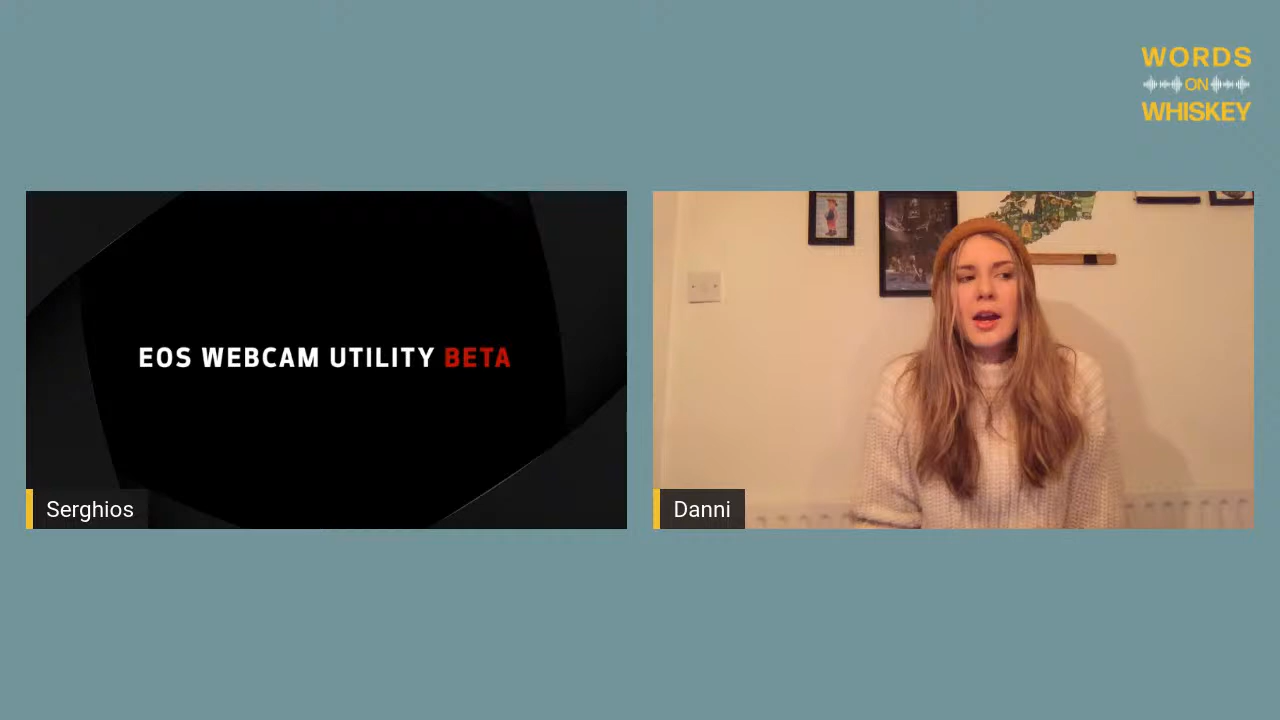 WORDS
ON
WHISKEY
EOS WEBCAM UTILITY BETA
Serghios
Danni